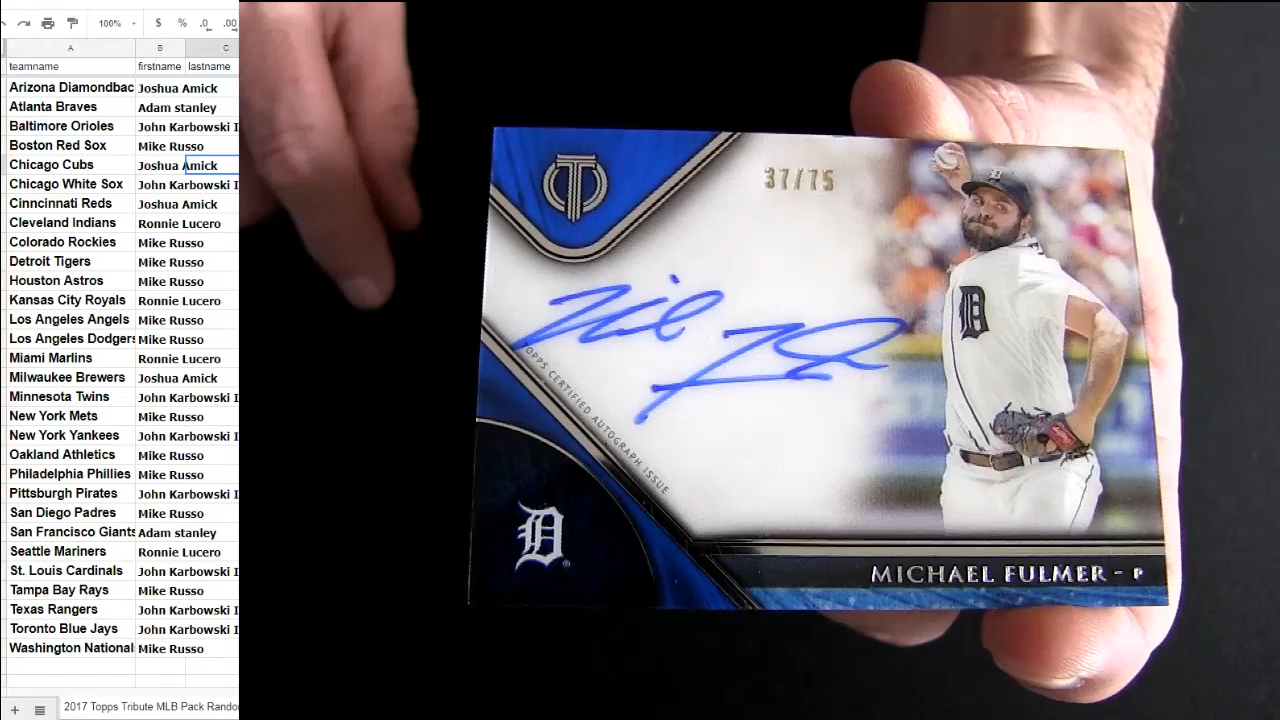 100% $ % .0 .00
A B C
teamname firstname lastname
Arizona Diamondbac Joshua Amick
Atlanta Braves Adam stanley
Baltimore Orioles John Karbowski I
Boston Red Sox Mike Russo
Chicago Cubs Joshua Amick
Chicago White Sox John Karbowski I
Cinncinnati Reds Joshua Amick
Cleveland Indians Ronnie Lucero
Colorado Rockies Mike Russo
Detroit Tigers Mike Russo
Houston Astros Mike Russo
Kansas City Royals Ronnie Lucero
Los Angeles Angels Mike Russo
Los Angeles Dodgers Mike Russo
Miami Marlins Ronnie Lucero
Milwaukee Brewers Joshua Amick
Minnesota Twins John Karbowski I
New York Mets Mike Russo
New York Yankees John Karbowski I
Oakland Athletics Mike Russo
Philadelphia Phillies Mike Russo
Pittsburgh Pirates John Karbowski I
San Diego Padres Mike Russo
San Francisco Giants Adam stanley
Seattle Mariners Ronnie Lucero
St. Louis Cardinals John Karbowski I
Tampa Bay Rays Mike Russo
Texas Rangers John Karbowski I
Toronto Blue Jays John Karbowski I
Washington National Mike Russo
2017 Topps Tribute MLB Pack Rando
37/75
D
D
TOPPS CERTIFIED AUTOGRAPH ISSUE
D
MICHAEL FULMER - P